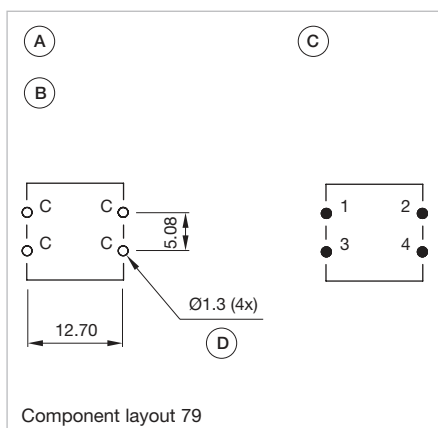 A
C
B
C C
5.08
C C
Ø1.3 (4x)
12.70
D
1 2
3 4
Component layout 79